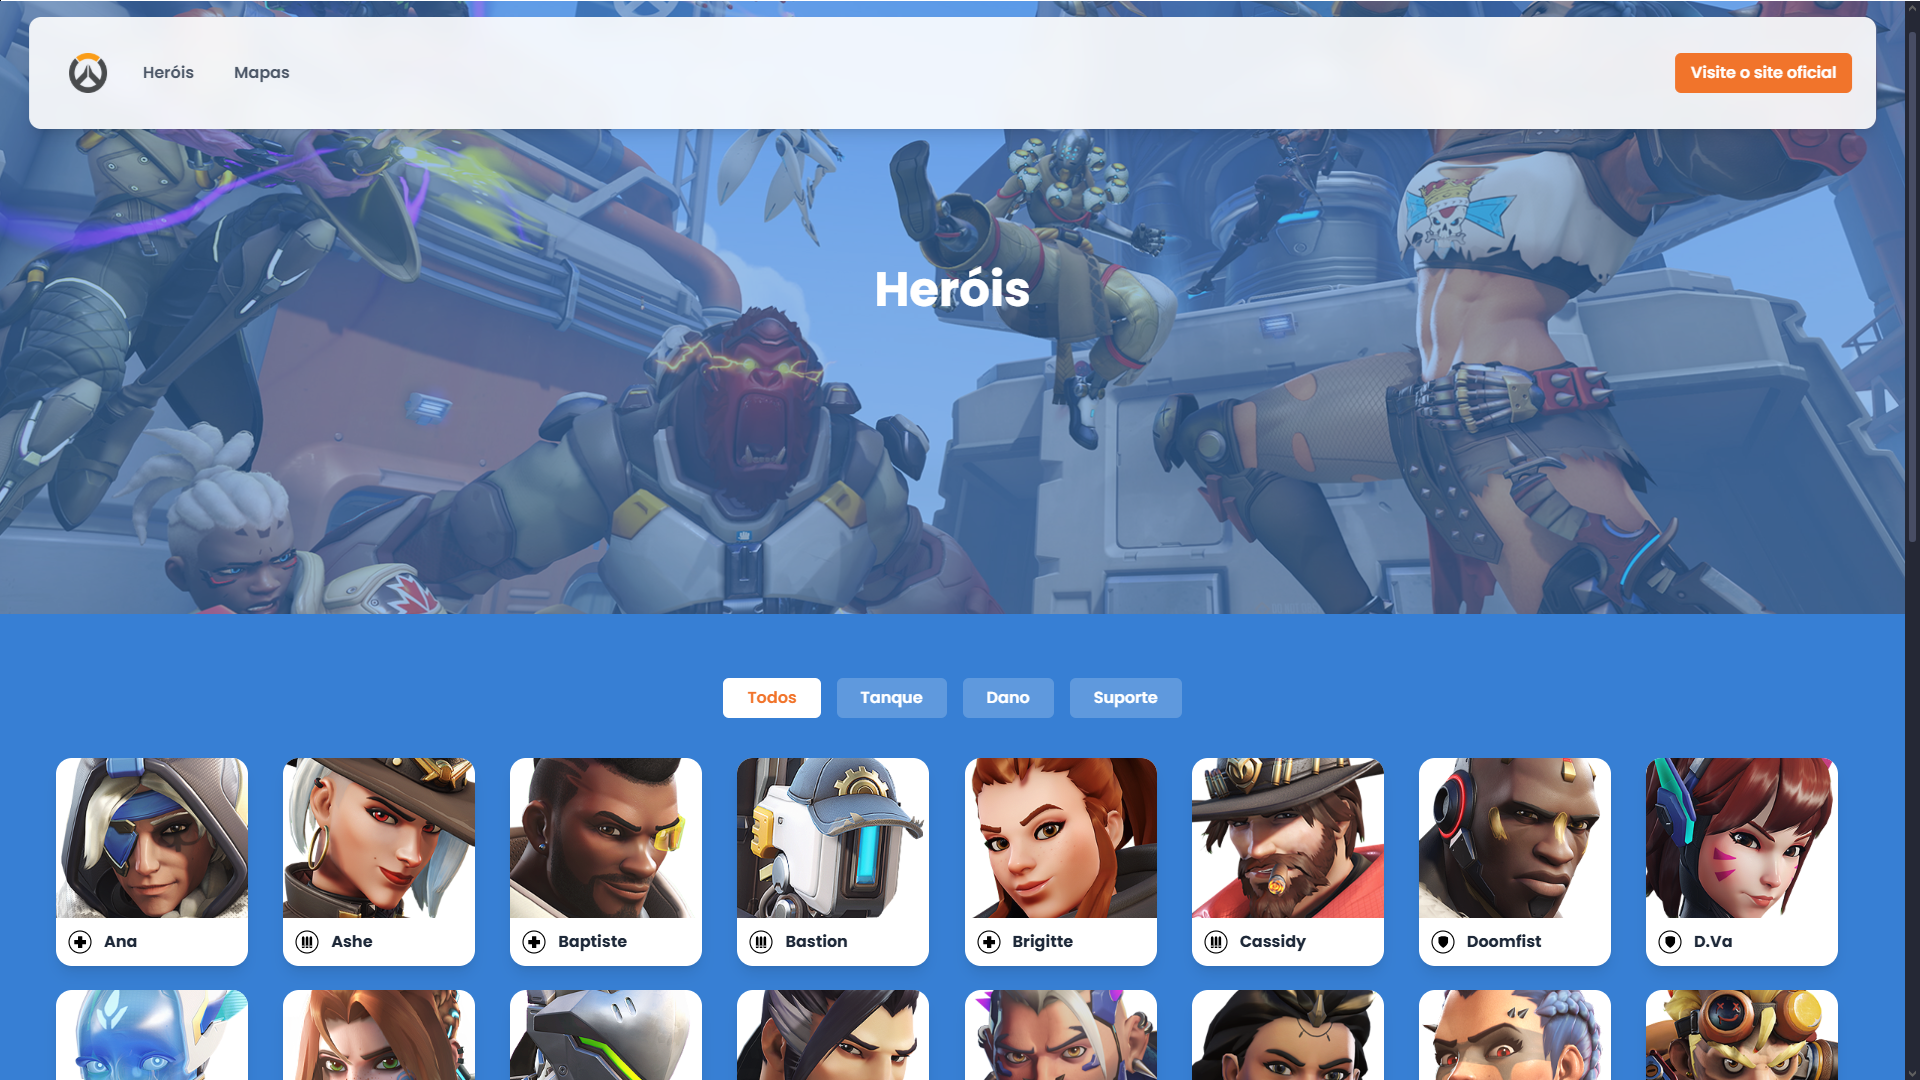 Heróis
Mapas
Visite o site oficial
Heróis
Todos
Tanque
Dano
Suporte
Ana
Ashe
Baptiste
Bastion
Brigitte
Cassidy
Doomfist
D.Va